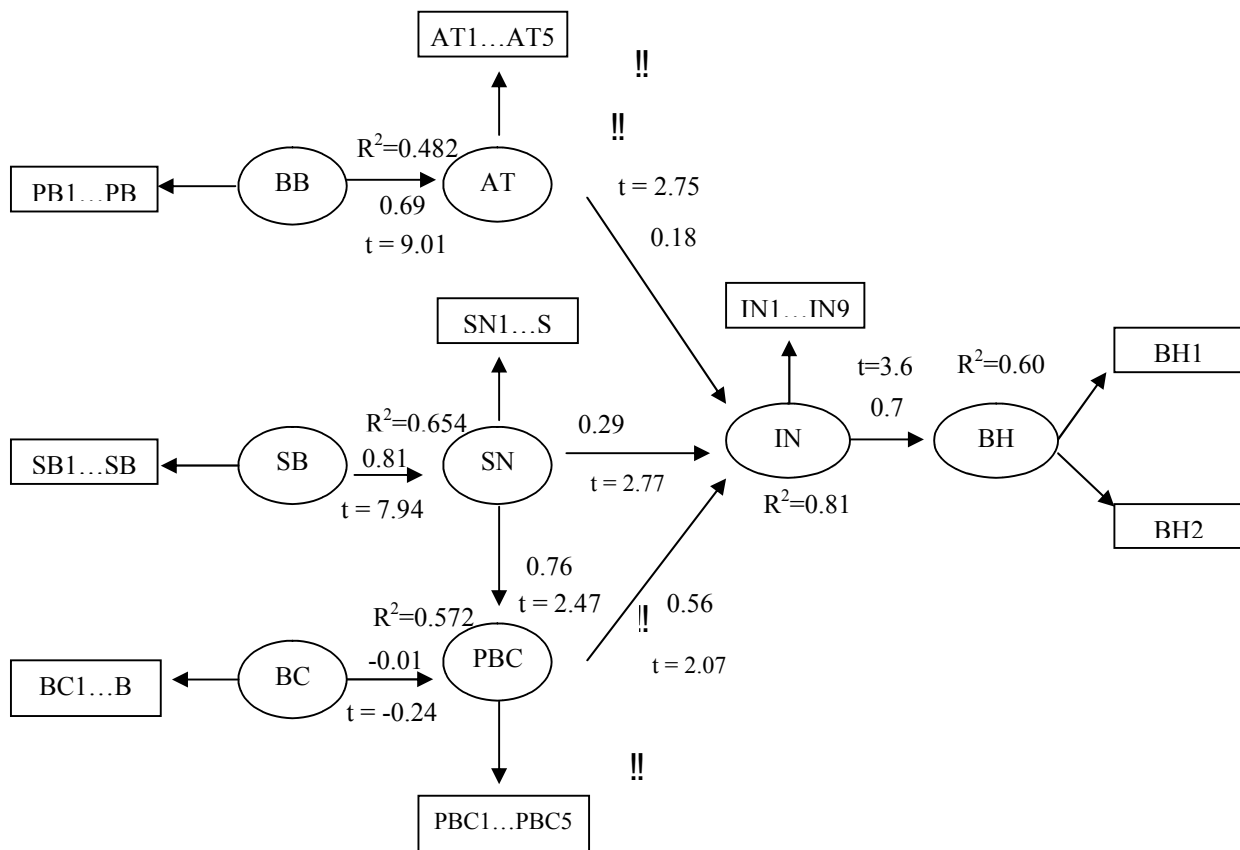 AT1…AT5
‼
‼
R²=0.482
BB
AT
PB1…PB
t = 2.75
0.69
0.18
t = 9.01
IN1…IN9
SN1…S
BH1
t=3.6
R²=0.60
0.7
R²=0.654
0.29
IN
BH
SB1…SB
SB
0.81
SN
t = 2.77
t = 7.94
R²=0.81
BH2
0.76
R²=0.572
t = 2.47
0.56
‼
-0.01
PBC
t = 2.07
BC1…B
BC
t = -0.24
‼
PBC1…PBC5